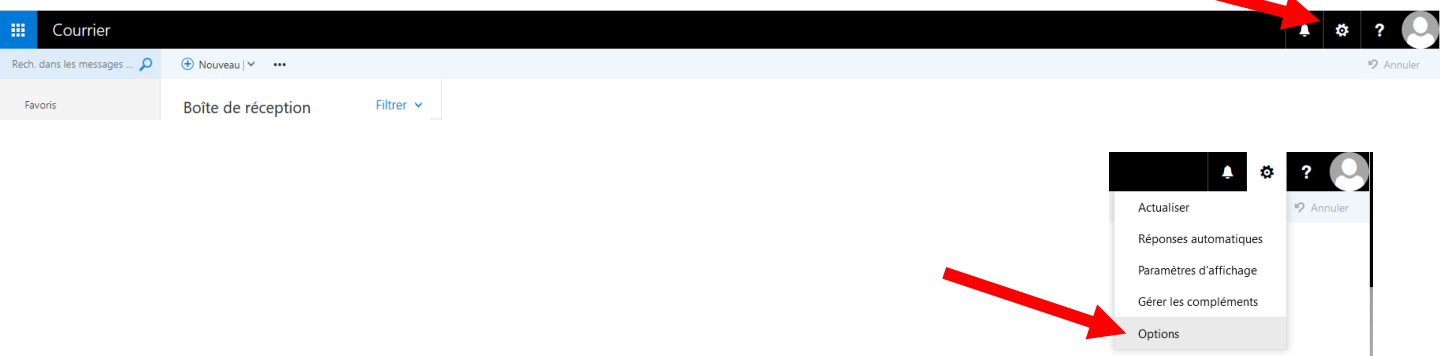 Courrier
?
Rech. dans les messages ...
Nouveau
Annuler
Favoris
Boîte de réception
Filtrer
?
Actualiser
Annuler
Réponses automatiques
Paramètres d'affichage
Gérer les compléments
Options